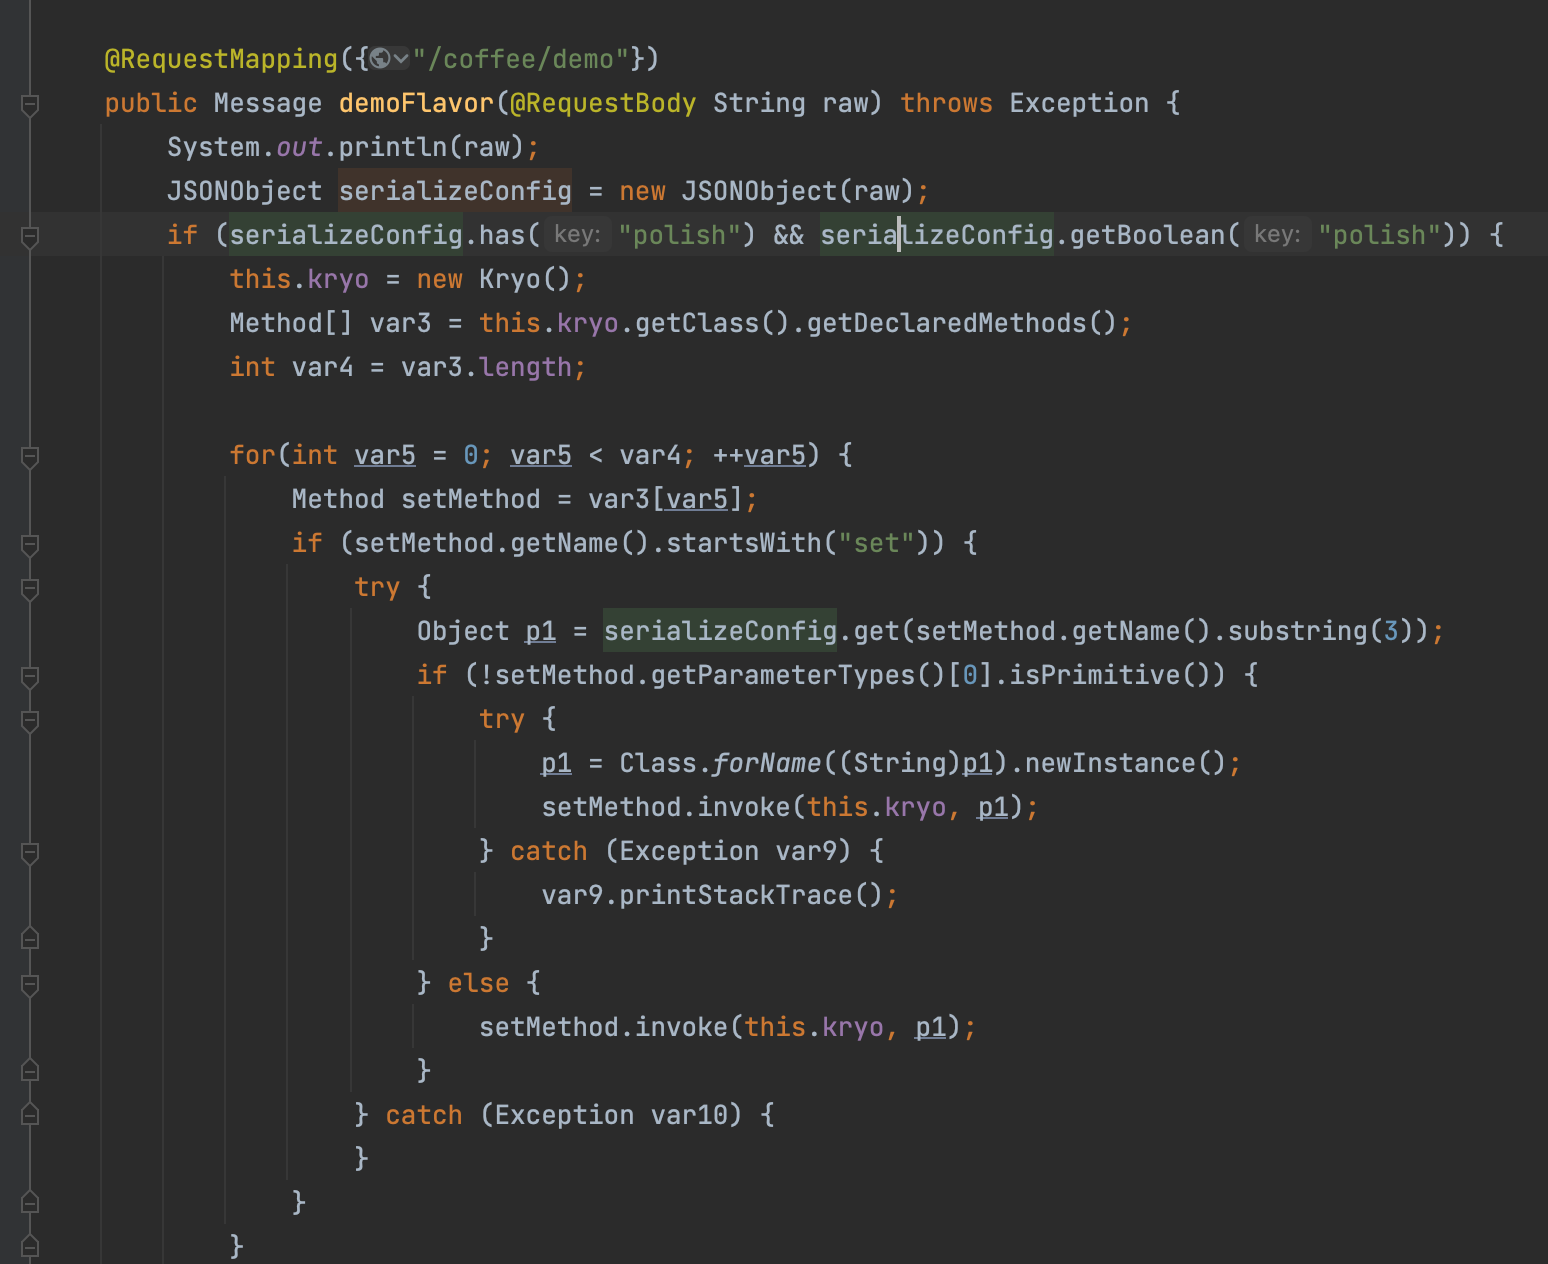 @RequestMapping({"/coffee/demo"})
public Message demoFlavor(@RequestBody String raw) throws Exception {
System.out.println(raw);
JSONObject serializeConfig = new JSONObject(raw);
if (serializeConfig.has( key: "polish") && serializeConfig.getBoolean( key: "polish")) {
this.kryo = new Kryo();
Method[] var3 = this.kryo.getClass().getDeclaredMethods();
int var4 = var3.length;
for(int var5 = 0; var5 < var4; ++var5) {
Method setMethod = var3[var5];
if (setMethod.getName().startsWith("set")) {
try {
Object p1 = serializeConfig.get(setMethod.getName().substring(3));
if (!setMethod.getParameterTypes()[0].isPrimitive()) {
try {
p1 = Class.forName((String)p1).newInstance();
setMethod.invoke(this.kryo, p1);
} catch (Exception var9) {
var9.printStackTrace();
}
} else {
setMethod.invoke(this.kryo, p1);
}
} catch (Exception var10) {
}
}
}